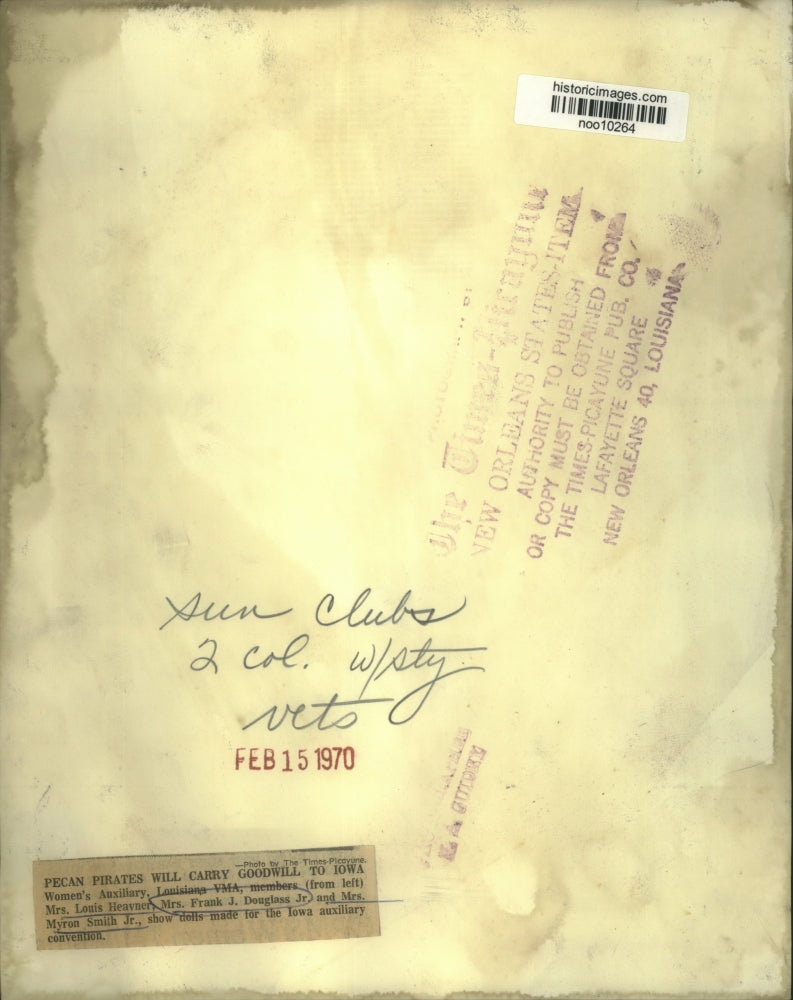 historicimages.com
noo10264
The Times-Picayune
NEW ORLEANS STATES-ITEM
AUTHORITY TO PUBLISH
OR COPY MUST BE OBTAINED FROM
THE TIMES-PICAYUNE PUB. CO.
LAFAYETTE SQUARE
NEW ORLEANS 40, LOUISIANA
Sun Clubs
2 col. w/sty
vets
FEB 15 1970
—Photo by The Times-Picayune.
PECAN PIRATES WILL CARRY GOODWILL TO IOWA
Women's Auxiliary, Louisiana VMA, members (from left)
Mrs. Louis Heavner, Mrs. Frank J. Douglass Jr. and Mrs.
Myron Smith Jr., show dolls made for the Iowa auxiliary
convention.